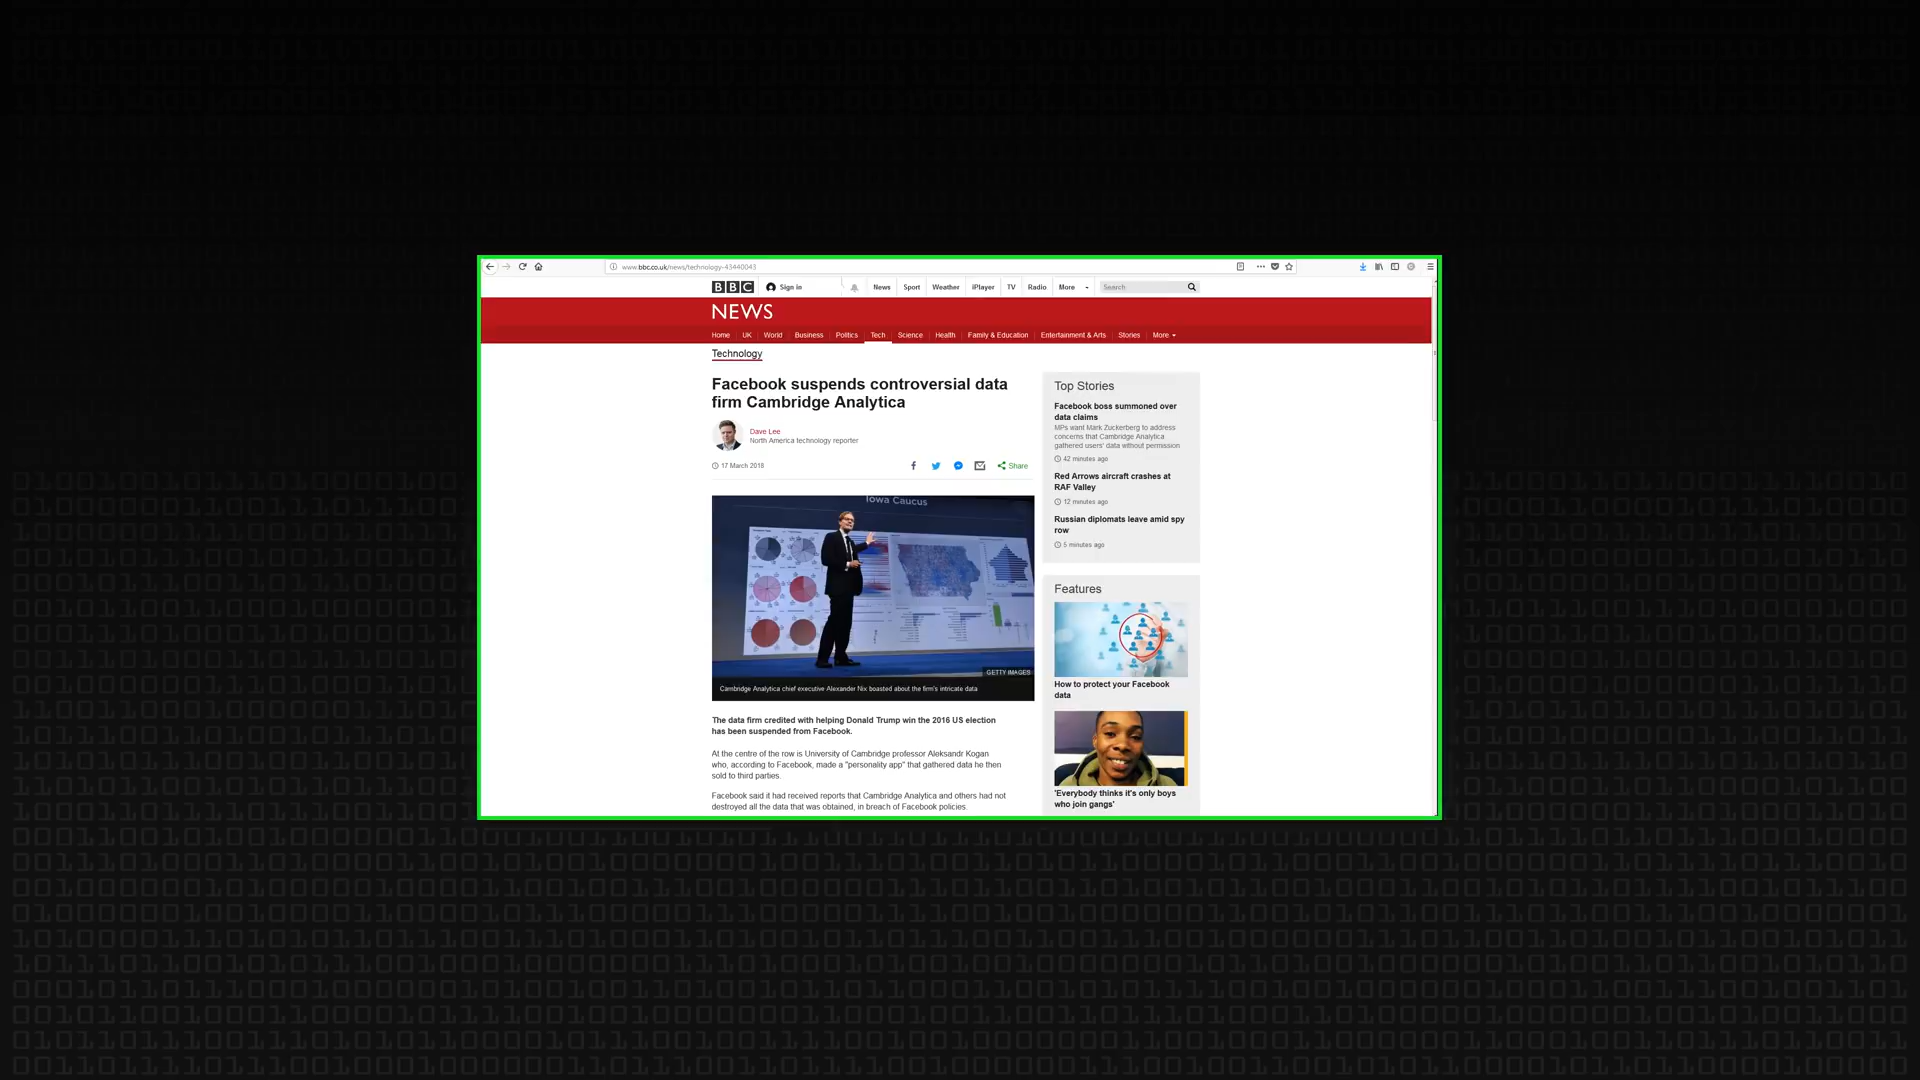 www.bbc.co.uk/news/technology-43440043
BBC Sign in News Sport Weather iPlayer TV Radio More Search
NEWS
Home UK World Business Politics Tech Science Health Family & Education Entertainment & Arts Stories More
Technology
Facebook suspends controversial data
firm Cambridge Analytica
Dave Lee
North America technology reporter
17 March 2018
Share
Iowa Caucus
GETTY IMAGES
Cambridge Analytica chief executive Alexander Nix boasted about the firm's intricate data
The data firm credited with helping Donald Trump win the 2016 US election
has been suspended from Facebook.
At the centre of the row is University of Cambridge professor Aleksandr Kogan
who, according to Facebook, made a "personality app" that gathered data he then
sold to third parties.
Facebook said it had received reports that Cambridge Analytica and others had not
destroyed all the data that was obtained, in breach of Facebook policies.
Top Stories
Facebook boss summoned over
data claims
MPs want Mark Zuckerberg to address
concerns that Cambridge Analytica
gathered users' data without permission
42 minutes ago
Red Arrows aircraft crashes at
RAF Valley
12 minutes ago
Russian diplomats leave amid spy
row
5 minutes ago
Features
How to protect your Facebook
data
'Everybody thinks it's only boys
who join gangs'